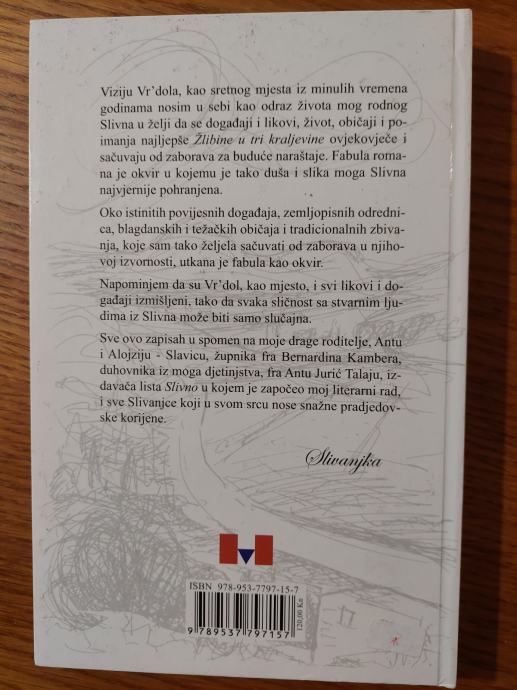 Viziju Vr'dola, kao sretnog mjesta iz minulih vremena
godinama nosim u sebi kao odraz života mog rodnog
Slivna u želji da se događaji i likovi, život, običaji i po-
imanja najljepše Žlibine u tri kraljevine ovjekovječe i
sačuvaju od zaborava za buduće naraštaje. Fabula roma-
na je okvir u kojemu je tako duša i slika moga Slivna
najvjernije pohranjena.
Oko istinitih povijesnih događaja, zemljopisnih odredni-
ca, blagdanskih i težačkih običaja i tradicionalnih zbiva-
nja, koje sam tako željela sačuvati od zaborava u njiho-
voj izvornosti, utkana je fabula kao okvir.
Napominjem da su Vr'dol, kao mjesto, i svi likovi i do-
gađaji izmišljeni, tako da svaka sličnost sa stvarnim lju-
dima iz Slivna može biti samo slučajna.
Sve ovo zapisah u spomen na moje drage roditelje, Antu
i Alojziju - Slavicu, župnika fra Bernardina Kambera,
duhovnika iz moga djetinjstva, fra Antu Jurić Talaju, iz-
davača lista Slivno u kojem je započeo moj literarni rad,
i sve Slivanjce koji u svom srcu nose snažne pradjedov-
ske korijene.
Slivanjka
ISBN 978-953-7797-15-7
120,00 Kn
9 789537 797157